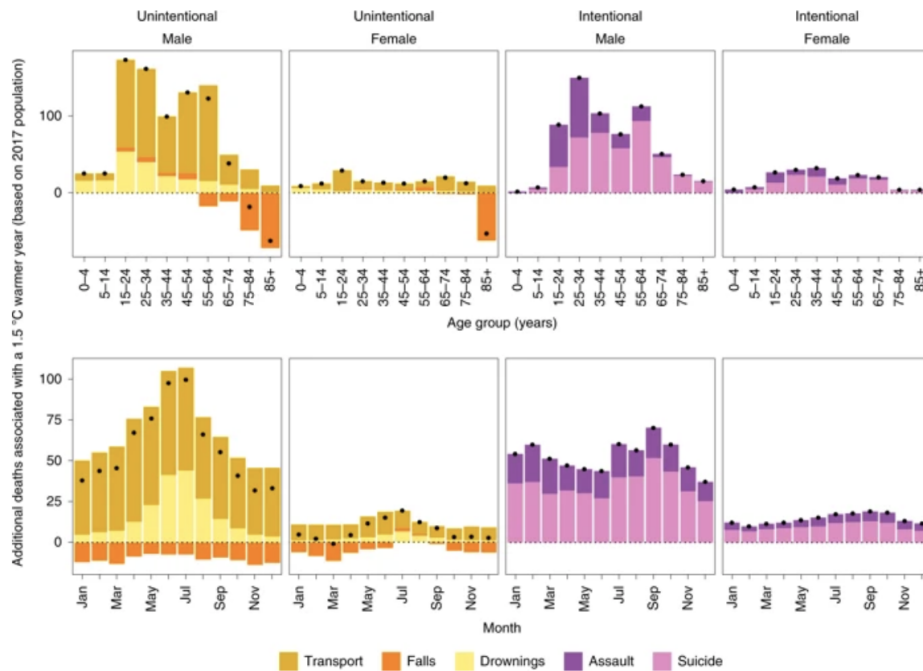 Unintentional Unintentional Intentional Intentional
Male Female Male Female
Additional deaths associated with a 1.5 °C warmer year (based on 2017 population)
100
0
0–4 5–14 15–24 25–34 35–44 45–54 55–64 65–74 75–84 85+ 0–4 5–14 15–24 25–34 35–44 45–54 55–64 65–74 75–84 85+ 0–4 5–14 15–24 25–34 35–44 45–54 55–64 65–74 75–84 85+ 0–4 5–14 15–24 25–34 35–44 45–54 55–64 65–74 75–84 85+
Age group (years)
100
75
50
25
0
Jan Mar May Jul Sep Nov Jan Mar May Jul Sep Nov Jan Mar May Jul Sep Nov Jan Mar May Jul Sep Nov
Month
Transport Falls Drownings Assault Suicide